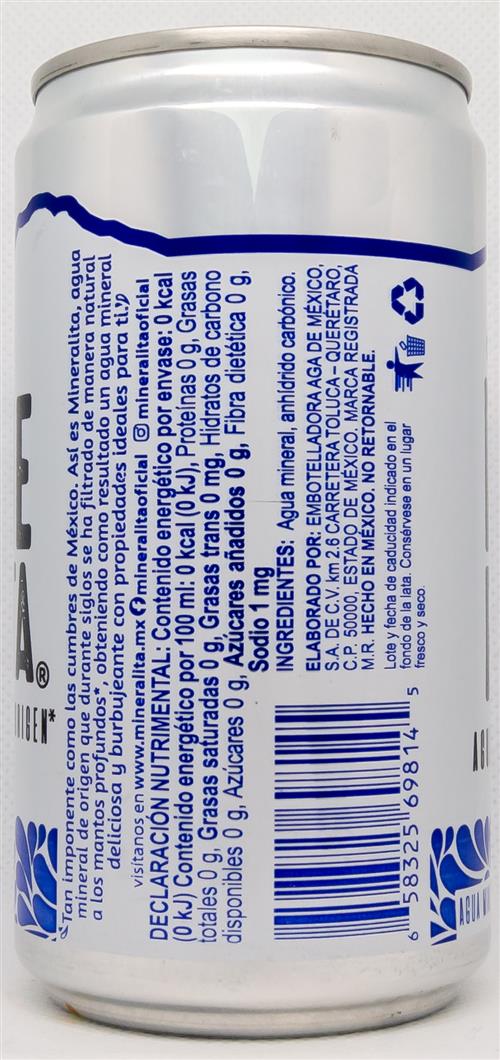 ¿Tan imponente como las cumbres de México. Así es Mineralita, agua
mineral de origen que durante siglos se ha filtrado de manera natural
a los mantos profundos*, obteniendo como resultado un agua mineral
deliciosa y burbujeante con propiedades ideales para ti.?
visítanos en www.mineralita.mx mineralitaoficial mineralitaoficial
DECLARACIÓN NUTRIMENTAL: Contenido energético por envase: 0 kcal
(0 kJ) Contenido energético por 100 ml: 0 kcal (0 kJ), Proteínas 0 g, Grasas
totales 0 g, Grasas saturadas 0 g, Grasas trans 0 mg, Hidratos de carbono
disponibles 0 g, Azúcares 0 g, Azúcares añadidos 0 g, Fibra dietética 0 g,
Sodio 1 mg
INGREDIENTES: Agua mineral, anhídrido carbónico.
ELABORADO POR: EMBOTELLADORA AGA DE MÉXICO,
S.A. DE C.V. km 2.6 CARRETERA TOLUCA – QUERÉTARO,
C.P. 50000, ESTADO DE MÉXICO. MARCA REGISTRADA
M.R. HECHO EN MÉXICO. NO RETORNABLE.
Lote y fecha de caducidad indicado en el
fondo de la lata. Consérvese en un lugar
fresco y seco.
6 58325 69814 5
AGUA